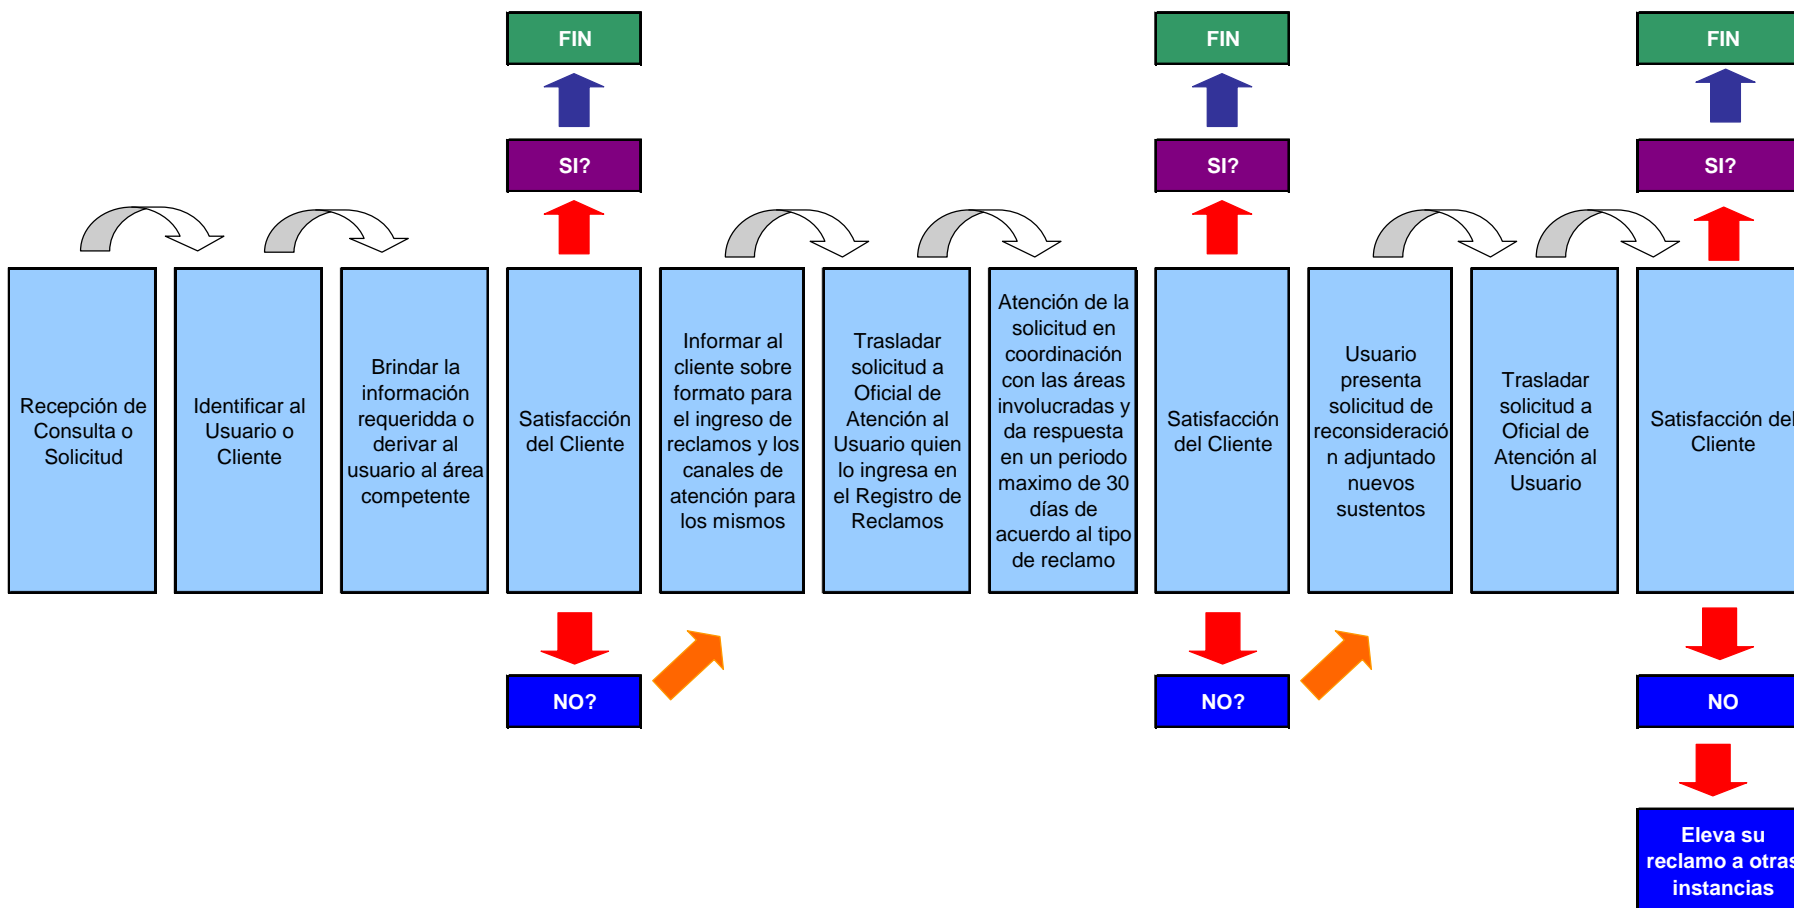 FIN
FIN
FIN
SI?
SI?
SI?
Recepción de
Consulta o
Solicitud
Identificar al
Usuario o
Cliente
Brindar la
información
requeridda o
derivar al
usuario al área
competente
Satisfacción
del Cliente
Informar al
cliente sobre
formato para
el ingreso de
reclamos y los
canales de
atención para
los mismos
Trasladar
solicitud a
Oficial de
Atención al
Usuario quien
lo ingresa en
el Registro de
Reclamos
Atención de la
solicitud en
coordinación
con las áreas
involucradas y
da respuesta
en un periodo
maximo de 30
días de
acuerdo al tipo
de reclamo
Satisfacción
del Cliente
Usuario
presenta
solicitud de
reconsideració
n adjuntado
nuevos
sustentos
Trasladar
solicitud a
Oficial de
Atención al
Usuario
Satisfacción del
Cliente
NO?
NO?
NO
Eleva su
reclamo a otras
instancias